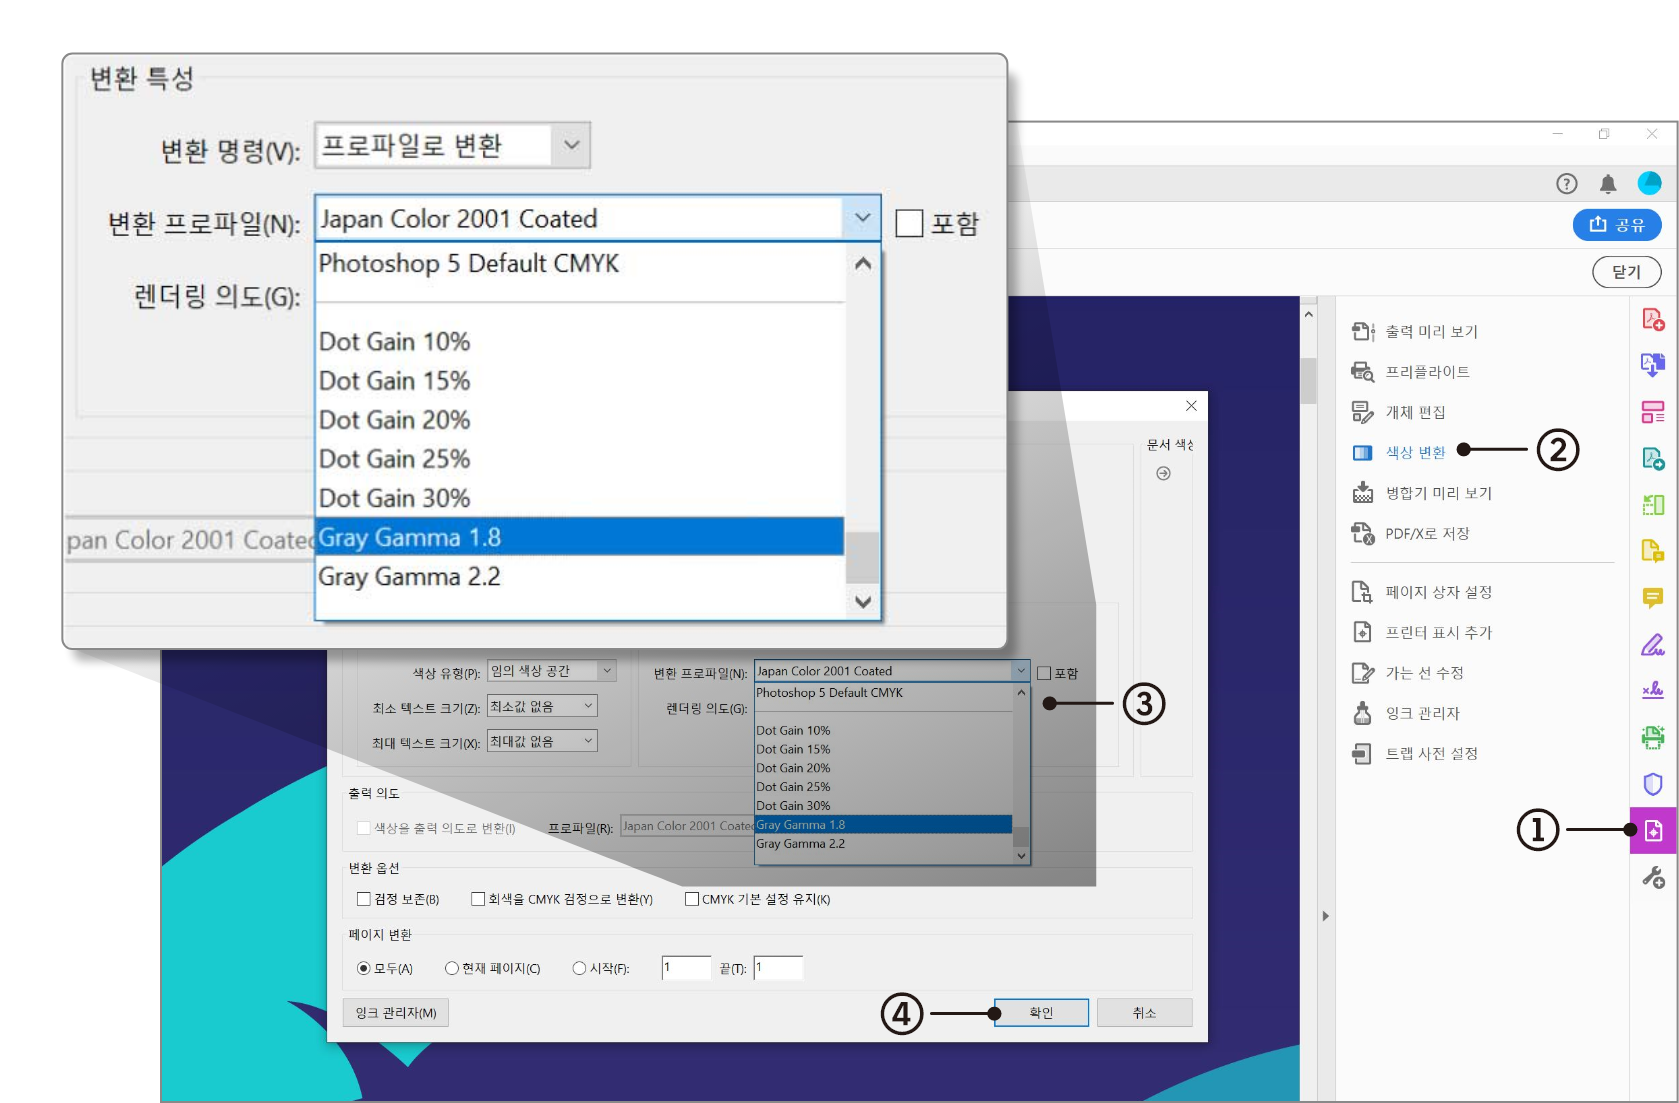 변환 특성
변환 명령(V): 프로파일로 변환
변환 프로파일(N): Japan Color 2001 Coated 포함
Photoshop 5 Default CMYK
렌더링 의도(G):
Dot Gain 10%
Dot Gain 15%
Dot Gain 20%
Dot Gain 25%
Dot Gain 30%
pan Color 2001 Coated
Gray Gamma 1.8
Gray Gamma 2.2
공유
닫기
출력 미리 보기
프리플라이트
개체 편집
색상 변환 ②
병합기 미리 보기
PDF/X로 저장
페이지 상자 설정
프린터 표시 추가
가는 선 수정
잉크 관리자
트랩 사전 설정
①
문서 색상
색상 유형(P): 임의 색상 공간
최소 텍스트 크기(Z): 최소값 없음
최대 텍스트 크기(X): 최대값 없음
변환 프로파일(N): Japan Color 2001 Coated 포함
Photoshop 5 Default CMYK
렌더링 의도(G):
③
Dot Gain 10%
Dot Gain 15%
Dot Gain 20%
Dot Gain 25%
Dot Gain 30%
Gray Gamma 1.8
Gray Gamma 2.2
출력 의도
색상을 출력 의도로 변환(I) 프로파일(R): Japan Color 2001 Coated
변환 옵션
검정 보존(B) 회색을 CMYK 검정으로 변환(Y) CMYK 기본 설정 유지(K)
페이지 변환
모두(A) 현재 페이지(C) 시작(F): 1 끝(T): 1
잉크 관리자(M) ④ 확인 취소